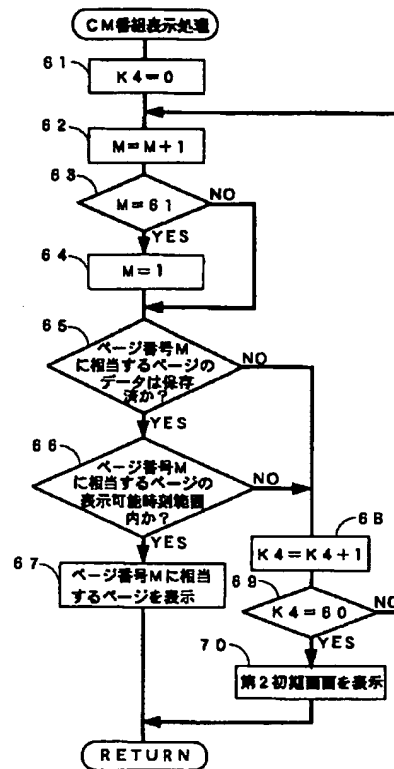 CM番組表示処理
61
K4=0
62
M=M+1
63
M=61
NO
YES
64
M=1
65
ページ番号M
に相当するページの
データは保存
済か?
NO
YES
66
ページ番号M
に相当するページの
表示可能時刻範囲
内か?
NO
YES
67
ページ番号Mに相当
するページを表示
68
K4=K4+1
69
K4=60
NO
YES
70
第2初期画面を表示
RETURN